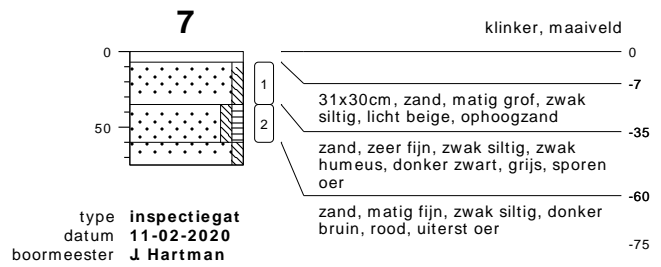 7
klinker, maaiveld
0
0
-7
1
31x30cm, zand, matig grof, zwak
siltig, licht beige, ophoogzand
-35
50
2
zand, zeer fijn, zwak siltig, zwak
humeus, donker zwart, grijs, sporen
oer
-60
zand, matig fijn, zwak siltig, donker
bruin, rood, uiterst oer
-75
type inspectiegat
datum 11-02-2020
boormeester J. Hartman